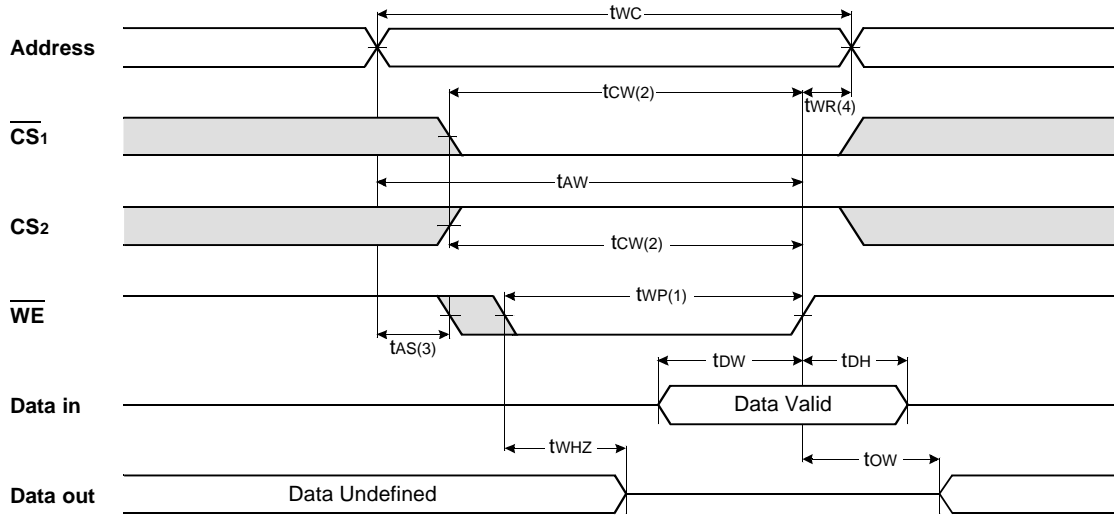 tWC
Address
tCW(2)
tWR(4)
CS1
tAW
CS2
tCW(2)
tWP(1)
WE
tAS(3)
tDW
tDH
Data in
Data Valid
tWHZ
tOW
Data out
Data Undefined